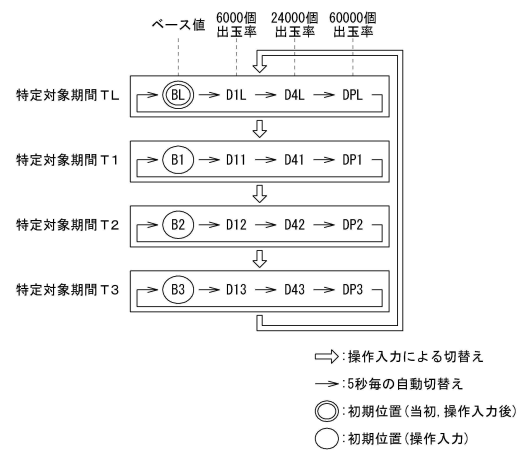 ベース値
6000個
出玉率
24000個
出玉率
60000個
出玉率
特定対象期間TL
BL
D1L
D4L
DPL
特定対象期間T1
B1
D11
D41
DP1
特定対象期間T2
B2
D12
D42
DP2
特定対象期間T3
B3
D13
D43
DP3
:操作入力による切替え
:5秒毎の自動切替え
:初期位置(当初,操作入力後)
:初期位置(操作入力)